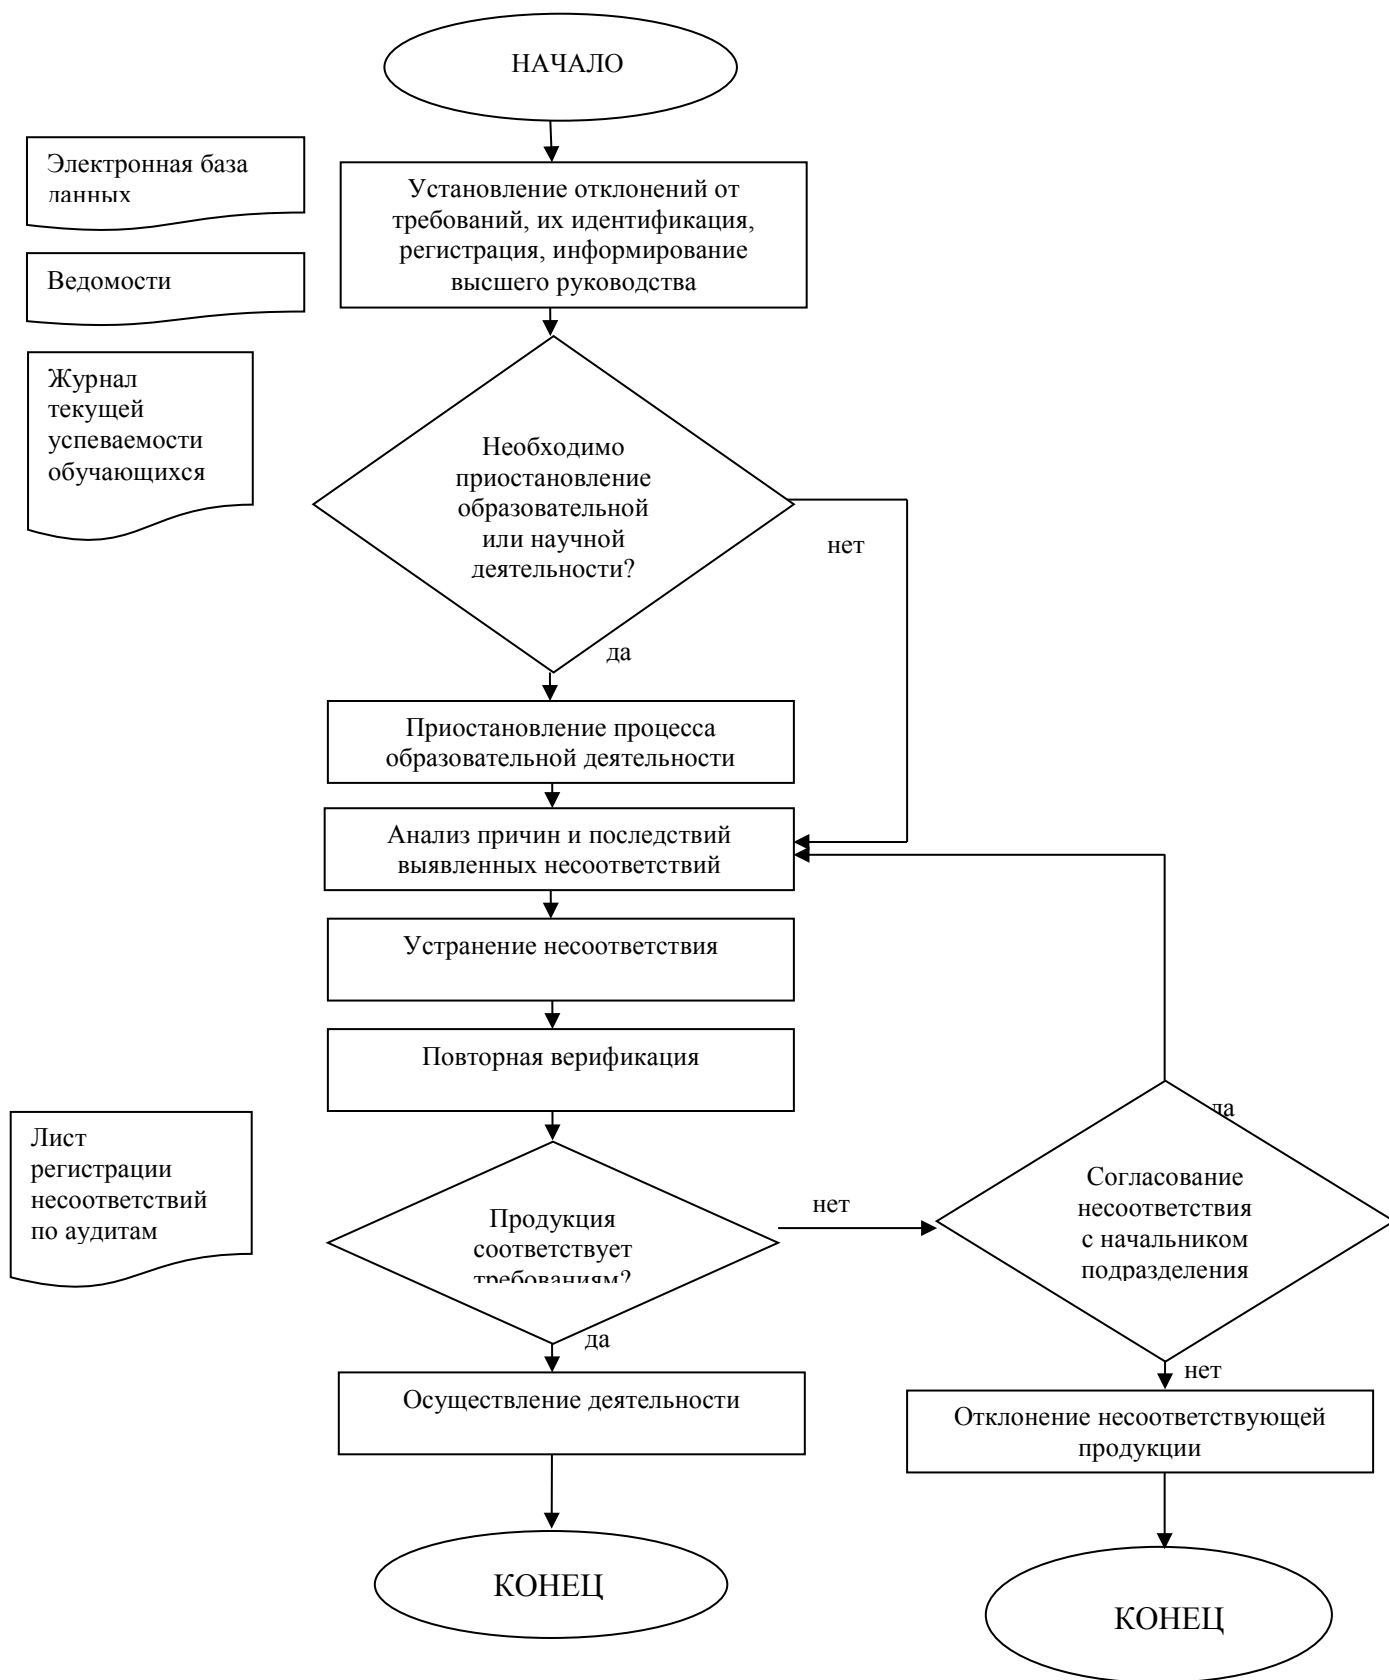 НАЧАЛО
Электронная база
данных
Установление отклонений от
требований, их идентификация,
регистрация, информирование
высшего руководства
Ведомости
Журнал
текущей
успеваемости
обучающихся
Необходимо
приостановление
образовательной
или научной
деятельности?
нет
да
Приостановление процесса
образовательной деятельности
Анализ причин и последствий
выявленных несоответствий
Устранение несоответствия
Повторная верификация
Лист
регистрации
несоответствий
по аудитам
Продукция
соответствует
требованиям?
нет
да
Согласование
несоответствия
с начальником
подразделения
да
нет
Осуществление деятельности
Отклонение несоответствующей
продукции
КОНЕЦ
КОНЕЦ